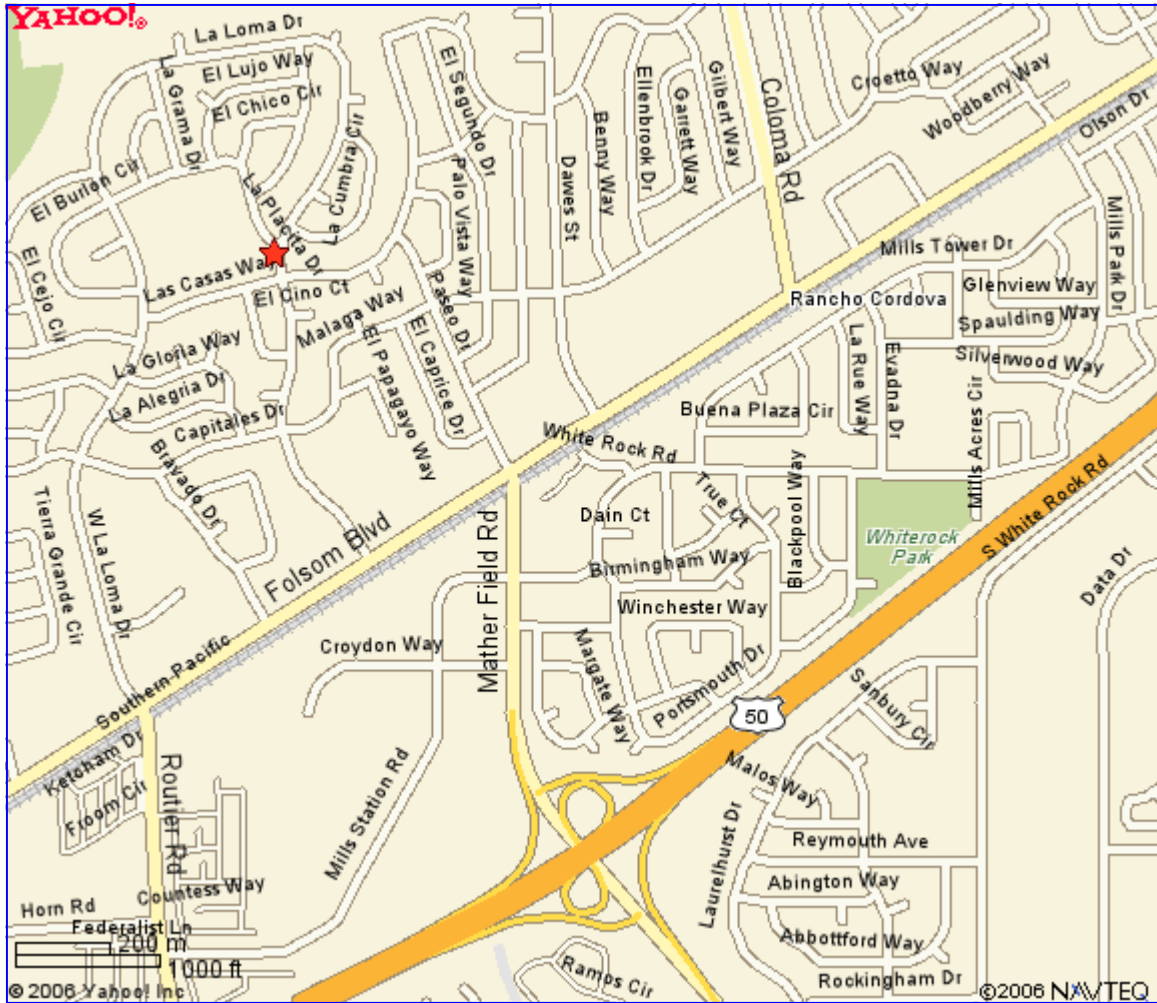 YAHOO!®
La Loma Dr
El Lujo Way
La Grama Dr
El Chico Cir
El Segundo Dr
Ellenbrook Dr
Garrett Way
Gilbert Way
Coloma Rd
Croetto Way
Woodberry Way
Olson Dr
Benny Way
Dawes St
Palo Vista Way
La Placita Dr
Le Cumbra Cir
El Burlon Cir
El Cejo Cir
Las Casas Way
El Cino Ct
Malaga Way
Paseo Dr
Mills Tower Dr
Mills Park Dr
Glenview Way
Rancho Cordova
Spaulding Way
Silverwood Way
La Gloria Way
El Papagayo Way
El Caprice Dr
La Rue Way
Evadna Dr
La Alegria Dr
Capitales Dr
Bravado Dr
Buena Plaza Cir
White Rock Rd
Mills Acres Cir
S White Rock Rd
True Ct
Blackpool Way
Whiterock
Park
Dain Ct
Tierra Grande Cir
W La Loma Dr
Folsom Blvd
Mather Field Rd
Birmingham Way
Data Dr
Winchester Way
Croydon Way
Margate Way
Portsmouth Dr
Southern Pacific
50
Sanbury Cir
Ketcham Dr
Froom Cir
Routier Rd
Mills Station Rd
Malos Way
Laurelhurst Dr
Reymouth Ave
Countess Way
Abington Way
Horn Rd
Federalist Ln
Abbottford Way
200 m
1000 ft
Ramps Cir
Rockingham Dr
© 2006 Yahoo! Inc
©2006 NAVTEQ